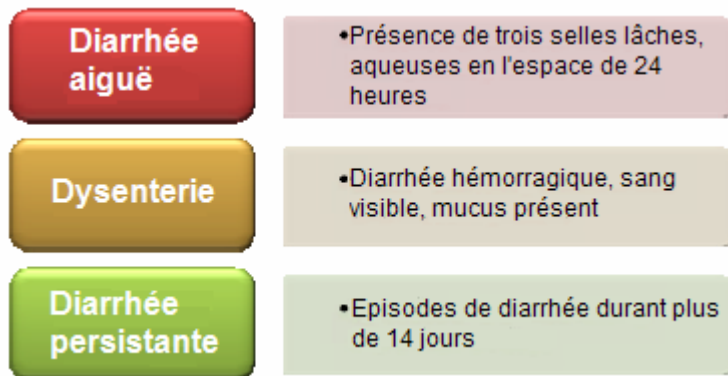 Diarrhée
aiguë
•Présence de trois selles lâches,
aqueuses en l'espace de 24
heures
Dysenterie
•Diarrhée hémorragique, sang
visible, mucus présent
Diarrhée
persistante
•Episodes de diarrhée durant plus
de 14 jours